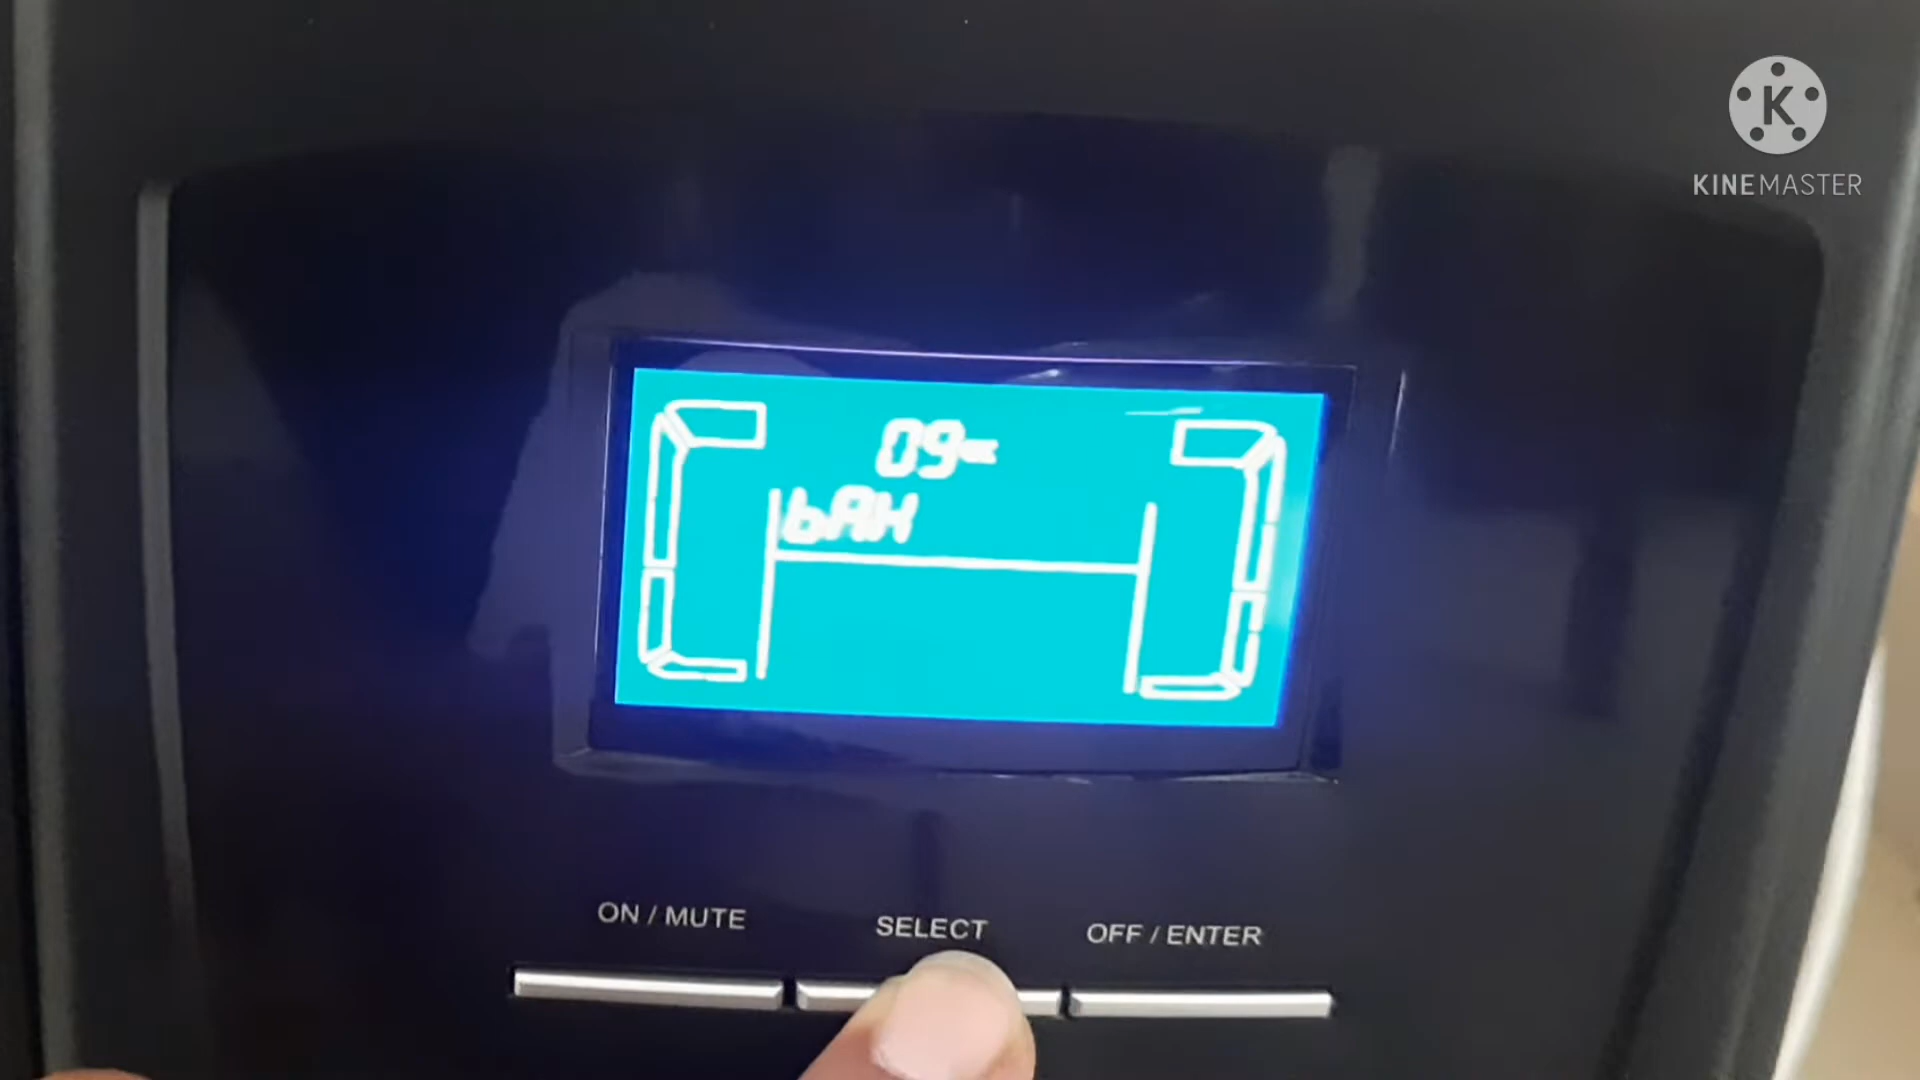 K
KINEMASTER
09
bAH
ON / MUTE
SELECT
OFF / ENTER